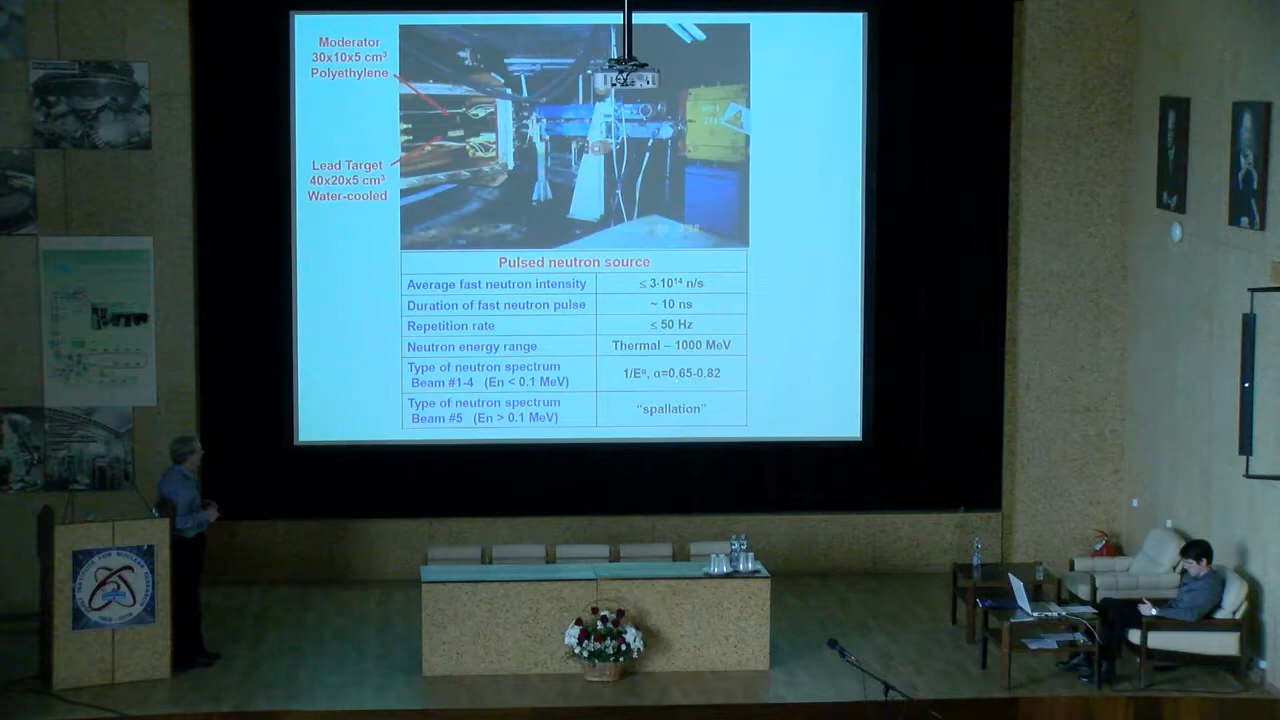 Moderator
30x10x5 cm³
Polyethylene
Lead Target
40x20x5 cm³
Water-cooled
Pulsed neutron source
Average fast neutron intensity ≤ 3·10¹⁴ n/s
Duration of fast neutron pulse ~ 10 ns
Repetition rate ≤ 50 Hz
Neutron energy range Thermal – 1000 MeV
Type of neutron spectrum
Beam #1-4 (En < 0.1 MeV) 1/Eᵅ, α=0.65-0.82
Type of neutron spectrum
Beam #5 (En > 0.1 MeV) “spallation”